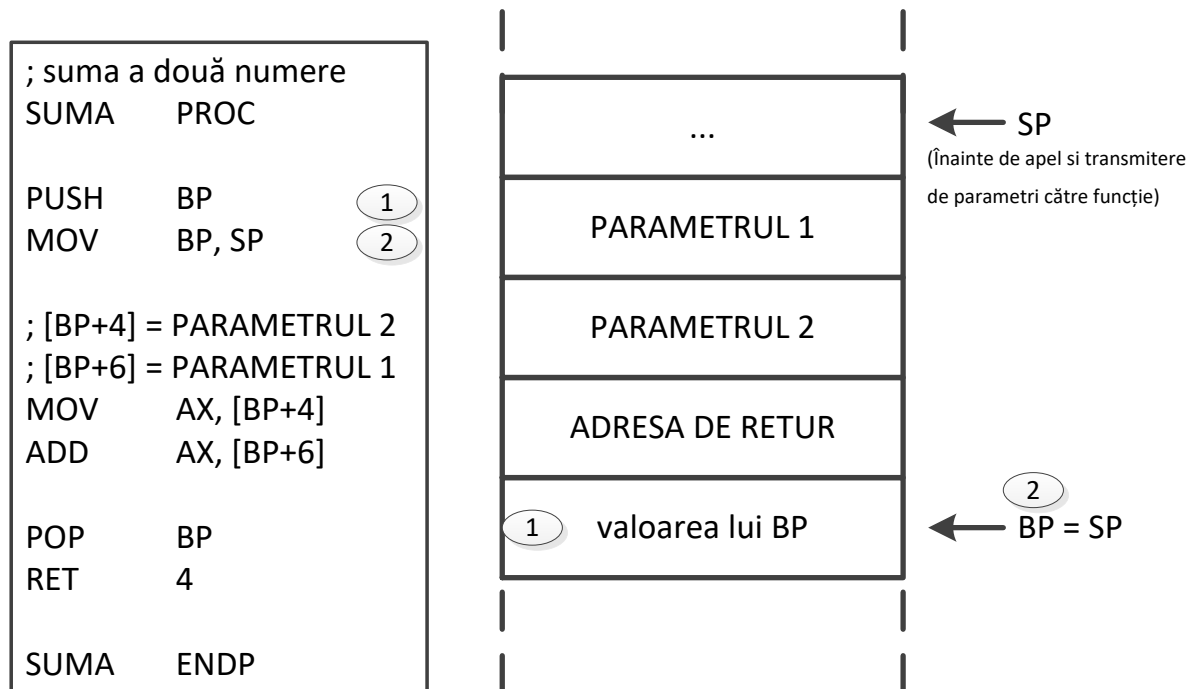 ; suma a două numere
SUMA PROC
PUSH BP 1
MOV BP, SP 2
; [BP+4] = PARAMETRUL 2
; [BP+6] = PARAMETRUL 1
MOV AX, [BP+4]
ADD AX, [BP+6]
POP BP
RET 4
SUMA ENDP
...
PARAMETRUL 1
PARAMETRUL 2
ADRESA DE RETUR
1 valoarea lui BP
SP
(Înainte de apel si transmitere
de parametri către funcție)
2
BP = SP